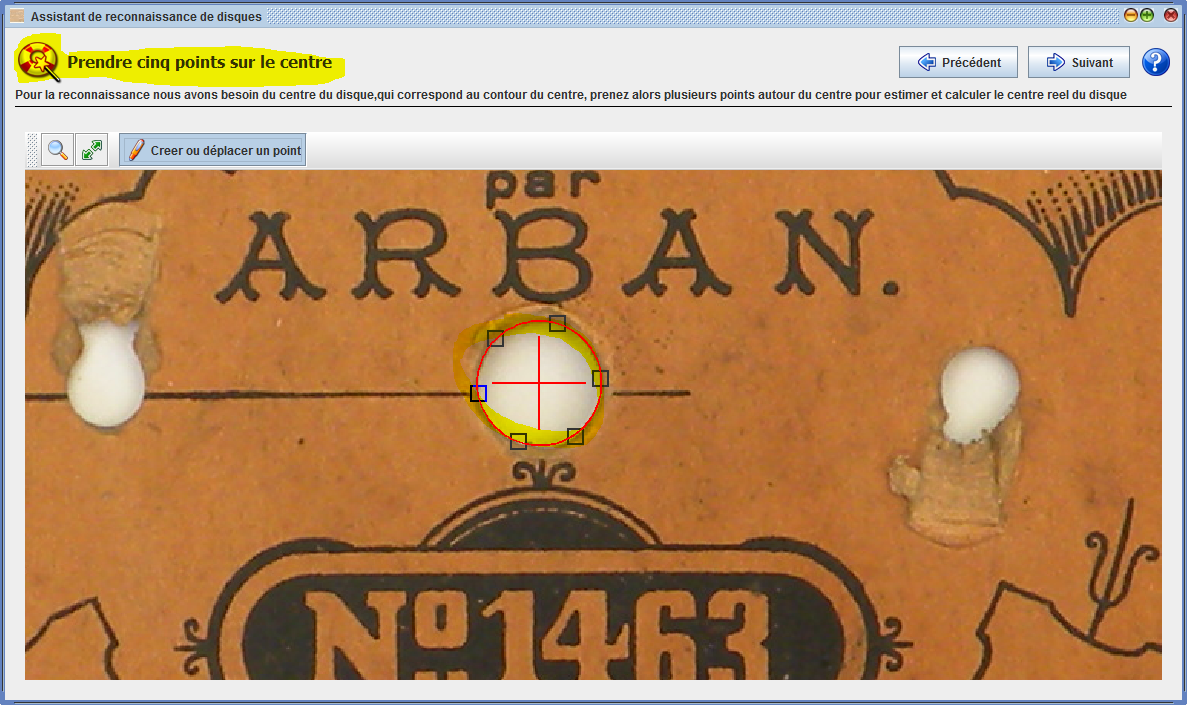 Assistant de reconnaissance de disques
Prendre cinq points sur le centre
Précédent
Suivant
?
Pour la reconnaissance nous avons besoin du centre du disque,qui correspond au contour du centre, prenez alors plusieurs points autour du centre pour estimer et calculer le centre reel du disque
Creer ou déplacer un point
par
ARBAN.
No 1463